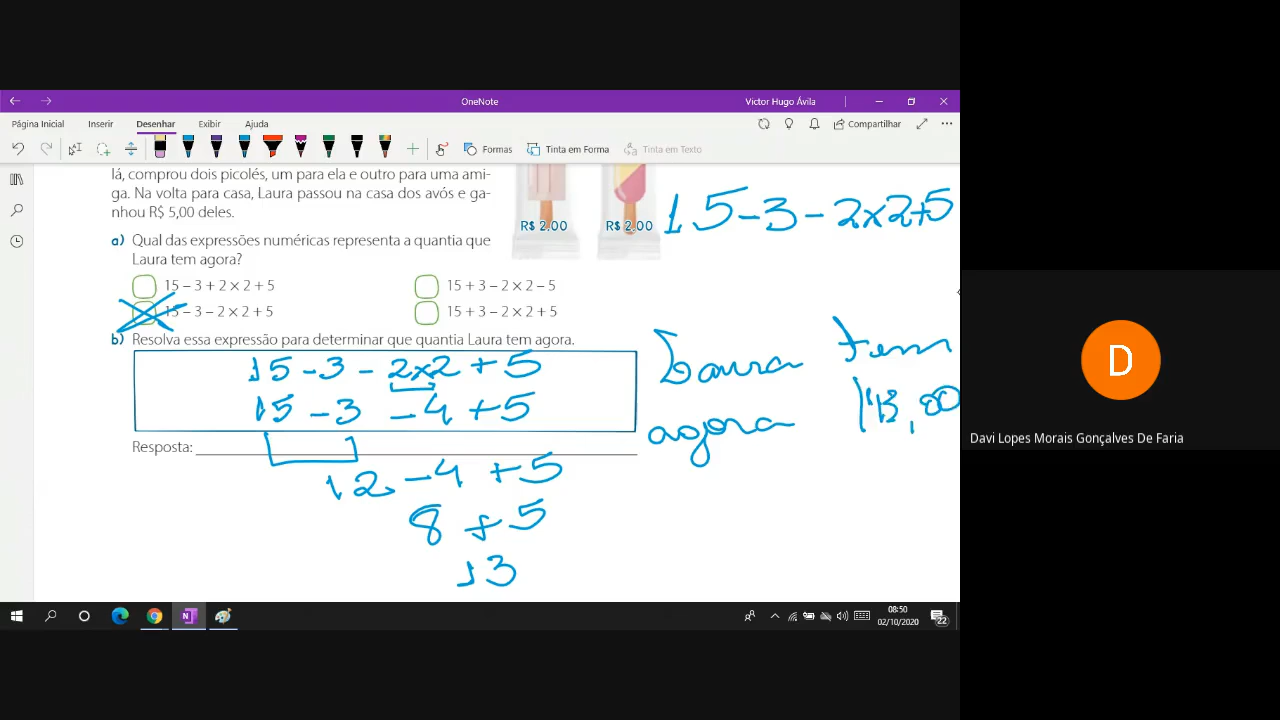 OneNote
Victor Hugo Ávila
Página Inicial Inserir Desenhar Exibir Ajuda
Compartilhar
Formas Tinta em Forma Tinta em Texto
lá, comprou dois picolés, um para ela e outro para uma ami-
ga. Na volta para casa, Laura passou na casa dos avós e ga-
nhou R$ 5,00 deles.
R$ 2,00 R$ 2,00
15-3-2×2+5
a) Qual das expressões numéricas representa a quantia que
Laura tem agora?
15 – 3 + 2 × 2 + 5
15 + 3 – 2 × 2 – 5
15 – 3 – 2 × 2 + 5
15 + 3 – 2 × 2 + 5
b) Resolva essa expressão para determinar que quantia Laura tem agora.
15 - 3 - 2×2 + 5
15 - 3 - 4 + 5
Resposta:
12 - 4 + 5
8 + 5
13
Laura tem
agora 13,00
D
Davi Lopes Morais Gonçalves De Faria
08:50
02/10/2020
22